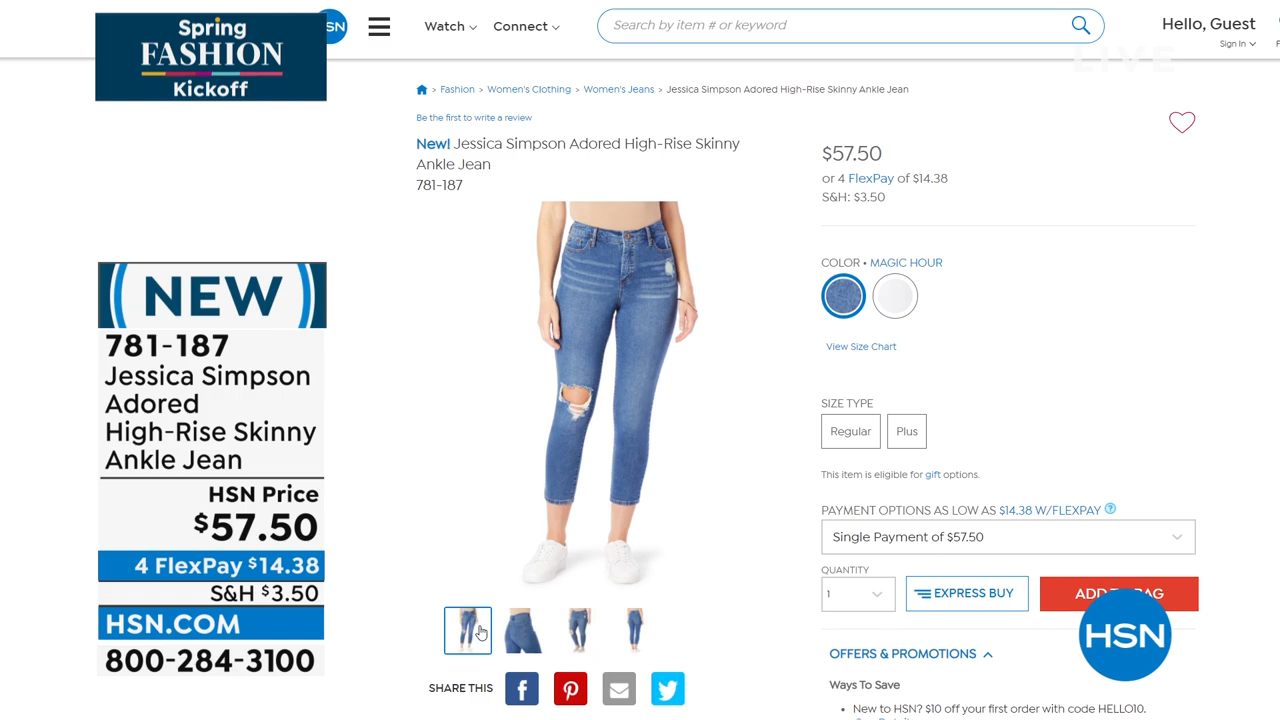 Spring
FASHION
Kickoff
Watch
Connect
Search by item # or keyword
Hello, Guest
Sign In
LIVE
Fashion > Women's Clothing > Women's Jeans > Jessica Simpson Adored High-Rise Skinny Ankle Jean
Be the first to write a review
New! Jessica Simpson Adored High-Rise Skinny
Ankle Jean
781-187
$57.50
or 4 FlexPay of $14.38
S&H: $3.50
COLOR • MAGIC HOUR
View Size Chart
SIZE TYPE
Regular
Plus
This item is eligible for gift options.
PAYMENT OPTIONS AS LOW AS $14.38 W/FLEXPAY ?
Single Payment of $57.50
QUANTITY
1
EXPRESS BUY
HSN
OFFERS & PROMOTIONS
Ways To Save
• New to HSN? $10 off your first order with code HELLO10.
NEW
781-187
Jessica Simpson
Adored
High-Rise Skinny
Ankle Jean
HSN Price
$57.50
4 FlexPay $14.38
S&H $3.50
HSN.COM
800-284-3100
SHARE THIS